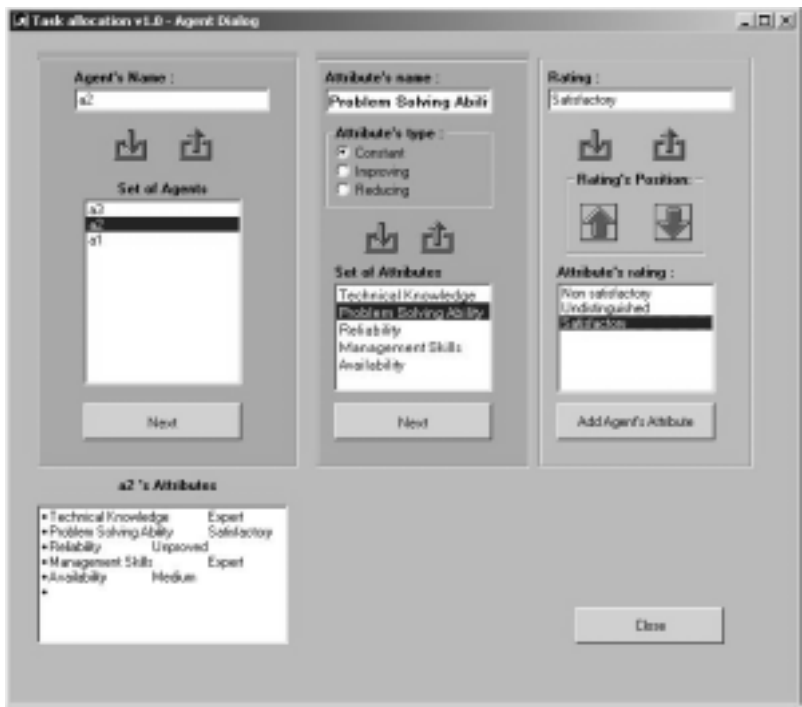 Task allocation v1.0 - Agent Dialog
Agent's Name :
a2
Set of Agents
a3
a2
a1
Next
Attribute's name :
Problem Solving Abili
Attribute's type :
Constant
Improving
Reducing
Set of Attributes
Technical Knowledge
Problem Solving Ability
Reliability
Management Skills
Availability
Next
Rating :
Satisfactory
Rating's Position:
Attribute's rating :
Non satisfactory
Undistinguished
Satisfactory
Add Agent's Attribute
a2 's Attributes
• Technical Knowledge Expert
• Problem Solving Ability Satisfactory
• Reliability Unproved
• Management Skills Expert
• Availability Medium
•
Close